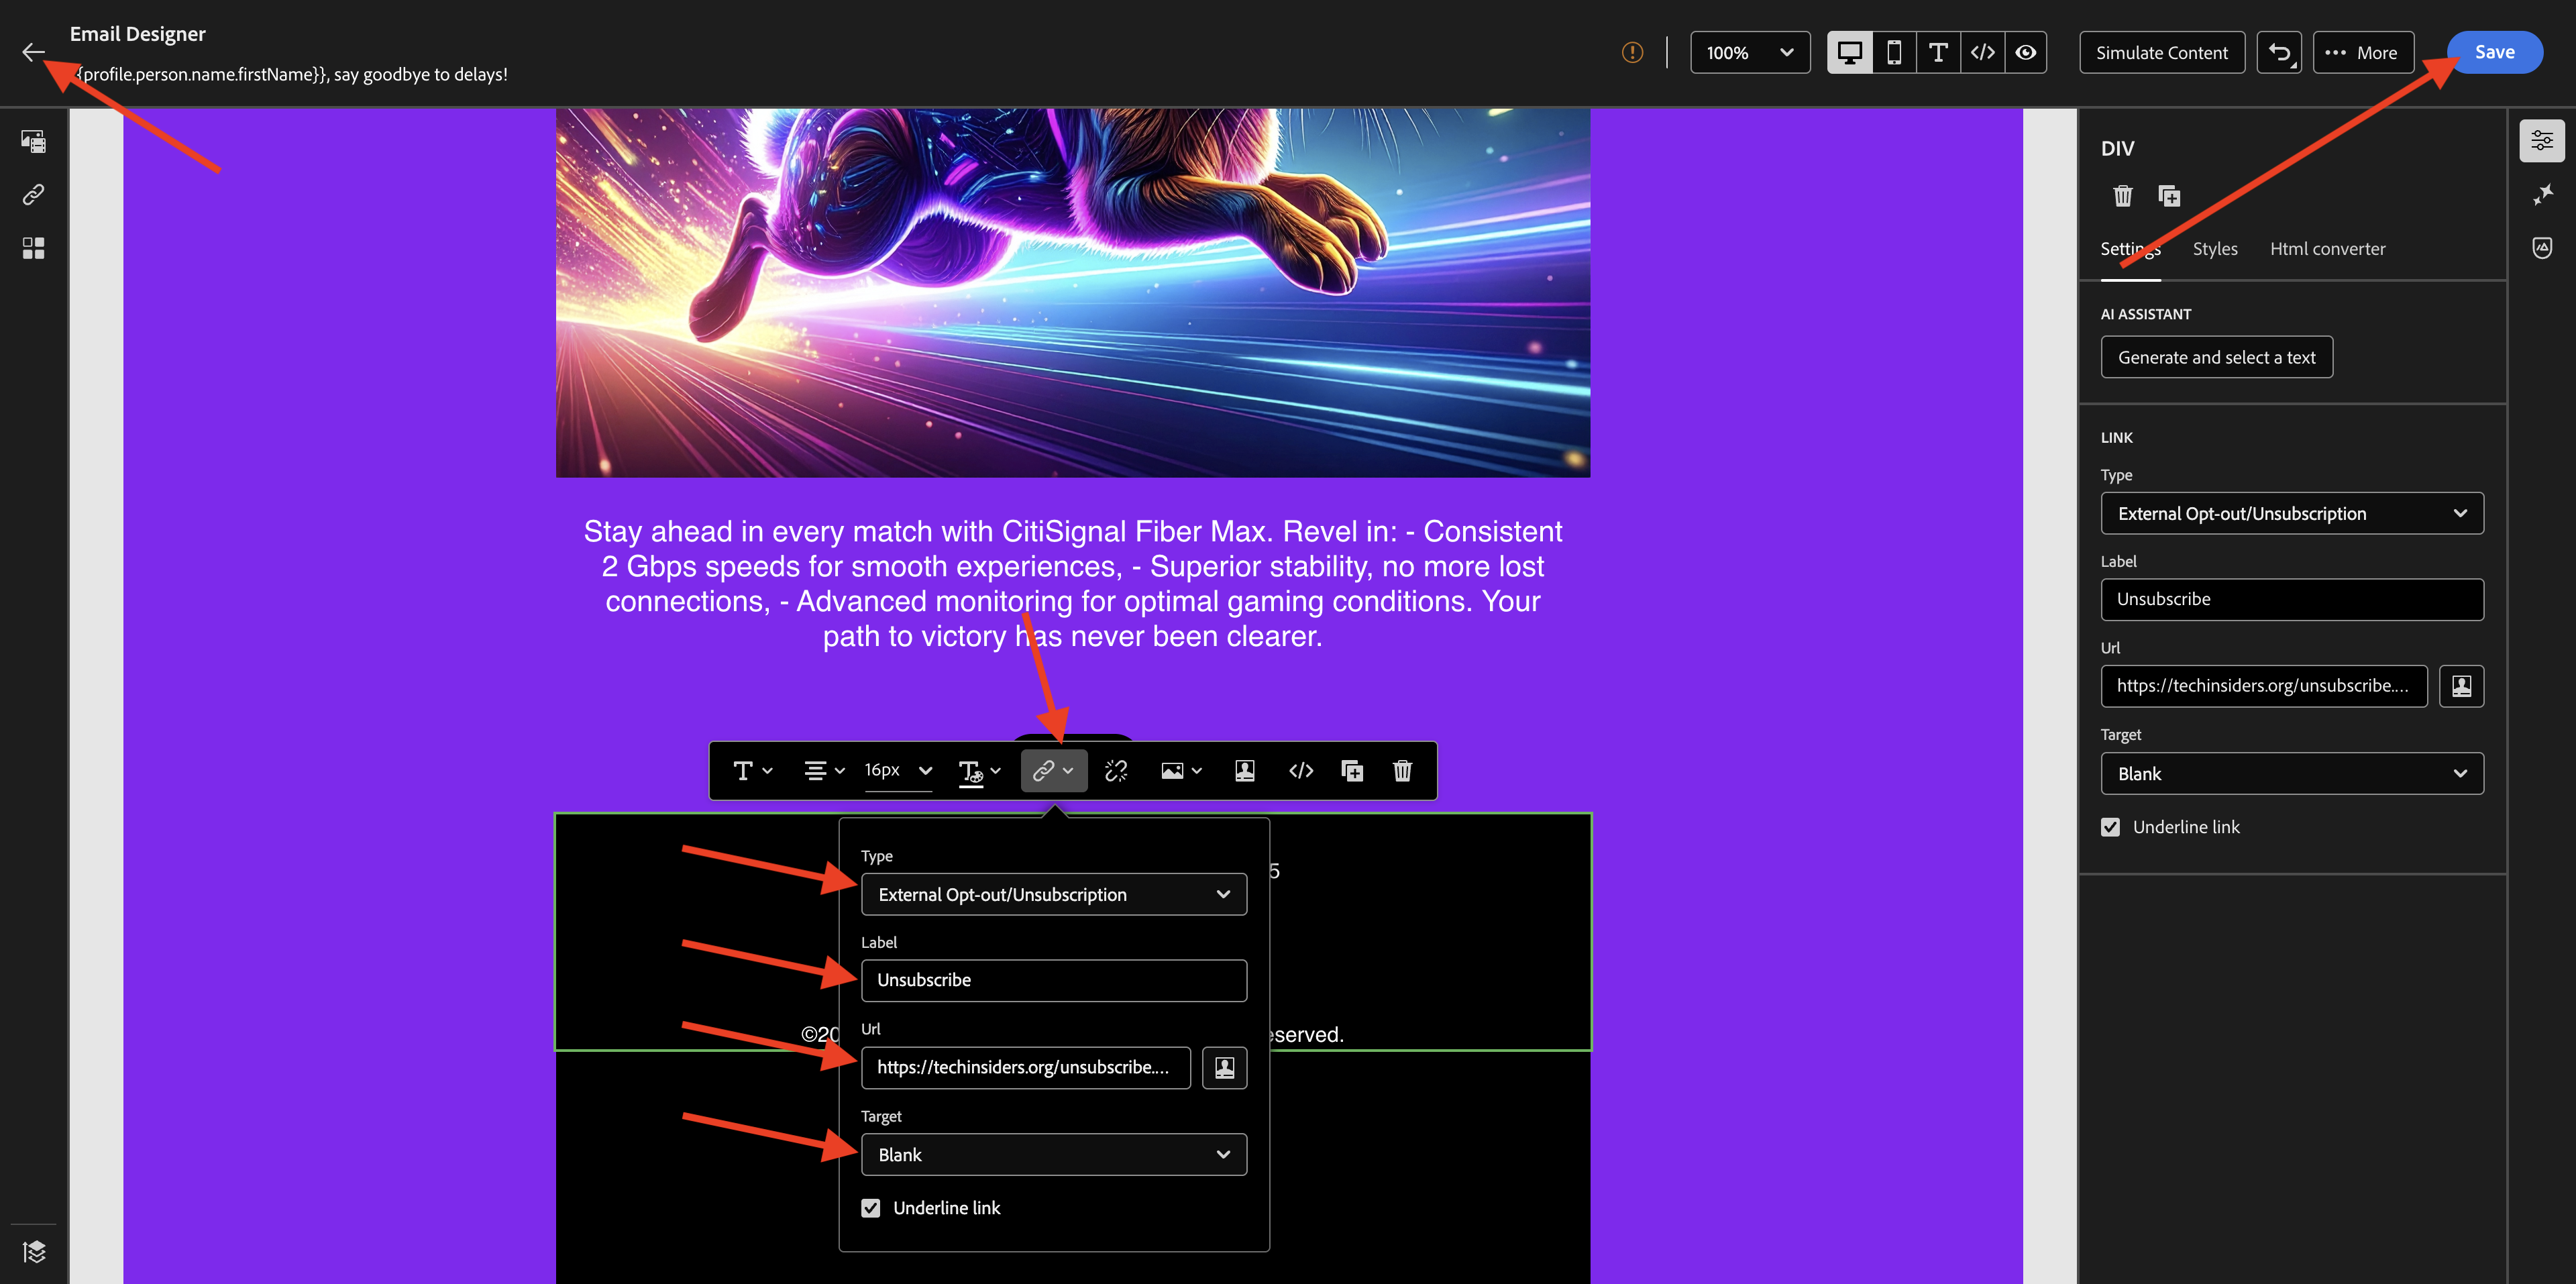 Email Designer
{profile.person.name.firstName}}, say goodbye to delays!
100%
Simulate Content
More
Save
DIV
Settings
Styles
Html converter
AI ASSISTANT
Generate and select a text
LINK
Type
External Opt-out/Unsubscription
Label
Unsubscribe
Url
https://techinsiders.org/unsubscribe....
Target
Blank
Underline link
Stay ahead in every match with CitiSignal Fiber Max. Revel in: - Consistent
2 Gbps speeds for smooth experiences, - Superior stability, no more lost
connections, - Advanced monitoring for optimal gaming conditions. Your
path to victory has never been clearer.
16px
Type
External Opt-out/Unsubscription
5
Label
Unsubscribe
Url
©20
eserved.
https://techinsiders.org/unsubscribe....
Target
Blank
Underline link